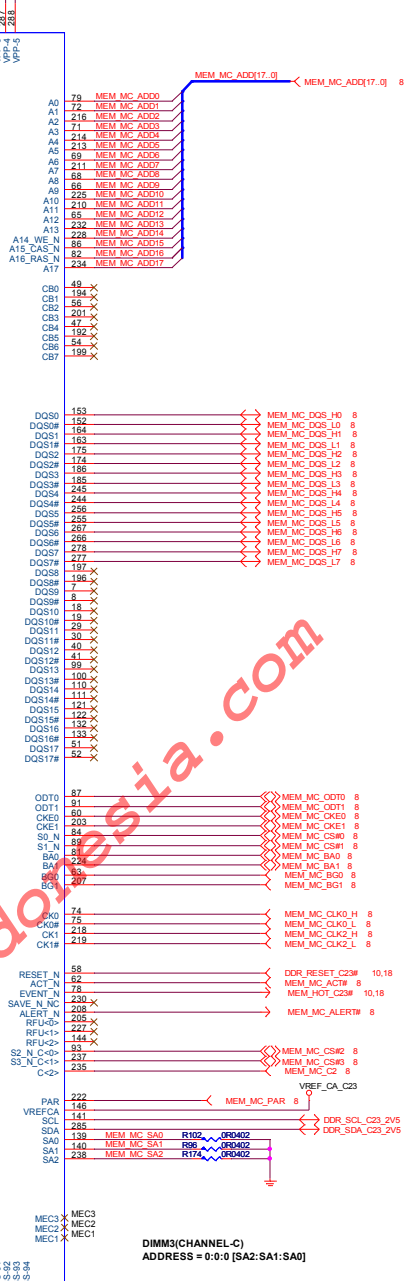 287
288
VPP-4
VPP-5
MEM_MC_ADD[17..0]
MEM_MC_ADD[17..0] 8
A0 79 MEM_MC_ADD0
A1 72 MEM_MC_ADD1
A2 216 MEM_MC_ADD2
A3 71 MEM_MC_ADD3
A4 214 MEM_MC_ADD4
A5 213 MEM_MC_ADD5
A6 69 MEM_MC_ADD6
A7 211 MEM_MC_ADD7
A8 68 MEM_MC_ADD8
A9 66 MEM_MC_ADD9
A10 225 MEM_MC_ADD10
A11 210 MEM_MC_ADD11
A12 65 MEM_MC_ADD12
A13 232 MEM_MC_ADD13
A14_WE_N 228 MEM_MC_ADD14
A15_CAS_N 86 MEM_MC_ADD15
A16_RAS_N 82 MEM_MC_ADD16
A17 234 MEM_MC_ADD17
CB0 49
CB1 194
CB2 56
CB3 201
CB4 47
CB5 192
CB6 54
CB7 199
DQS0 153 MEM_MC_DQS_H0 8
DQS0# 152 MEM_MC_DQS_L0 8
DQS1 164 MEM_MC_DQS_H1 8
DQS1# 163 MEM_MC_DQS_L1 8
DQS2 175 MEM_MC_DQS_H2 8
DQS2# 174 MEM_MC_DQS_L2 8
DQS3 186 MEM_MC_DQS_H3 8
DQS3# 185 MEM_MC_DQS_L3 8
DQS4 245 MEM_MC_DQS_H4 8
DQS4# 244 MEM_MC_DQS_L4 8
DQS5 256 MEM_MC_DQS_H5 8
DQS5# 255 MEM_MC_DQS_L5 8
DQS6 267 MEM_MC_DQS_H6 8
DQS6# 266 MEM_MC_DQS_L6 8
DQS7 278 MEM_MC_DQS_H7 8
DQS7# 277 MEM_MC_DQS_L7 8
DQS8 197
DQS8# 196
DQS9 7
DQS9# 8
DQS10 18
DQS10# 19
DQS11 29
DQS11# 30
DQS12 40
DQS12# 41
DQS13 99
DQS13# 100
DQS14 110
DQS14# 111
DQS15 121
DQS15# 122
DQS16 132
DQS16# 133
DQS17 51
DQS17# 52
donesia.com
ODT0 87 MEM_MC_ODT0 8
ODT1 91 MEM_MC_ODT1 8
CKE0 60 MEM_MC_CKE0 8
CKE1 203 MEM_MC_CKE1 8
S0_N 84 MEM_MC_CS#0 8
S1_N 89 MEM_MC_CS#1 8
BA0 81 MEM_MC_BA0 8
BA1 224 MEM_MC_BA1 8
BG0 63 MEM_MC_BG0 8
BG1 207 MEM_MC_BG1 8
CK0 74 MEM_MC_CLK0_H 8
CK0# 75 MEM_MC_CLK0_L 8
CK1 218 MEM_MC_CLK2_H 8
CK1# 219 MEM_MC_CLK2_L 8
RESET_N 58 DDR_RESET_C23# 10,18
ACT_N 62 MEM_MC_ACT# 8
EVENT_N 78 MEM_HOT_C23# 10,18
SAVE_N_NC 230
ALERT_N 208 MEM_MC_ALERT# 8
RFU<0> 205
RFU<1> 227
RFU<2> 144
S2_N_C<0> 93 MEM_MC_CS#2 8
S3_N_C<1> 237 MEM_MC_CS#3 8
C<2> 235 MEM_MC_C2 8
VREF_CA_C23
PAR 222 MEM_MC_PAR 8
VREFCA 146
SCL 141 DDR_SCL_C23_2V5
SDA 285 DDR_SDA_C23_2V5
SA0 139 MEM_MC_SA0 R102 0R0402
SA1 140 MEM_MC_SA1 R96 0R0402
SA2 238 MEM_MC_SA2 R174 0R0402
MEC3 MEC3
MEC2 MEC2
MEC1 MEC1
DIMM3(CHANNEL-C)
ADDRESS = 0:0:0 [SA2:SA1:SA0]
S-92
S-93
S-94